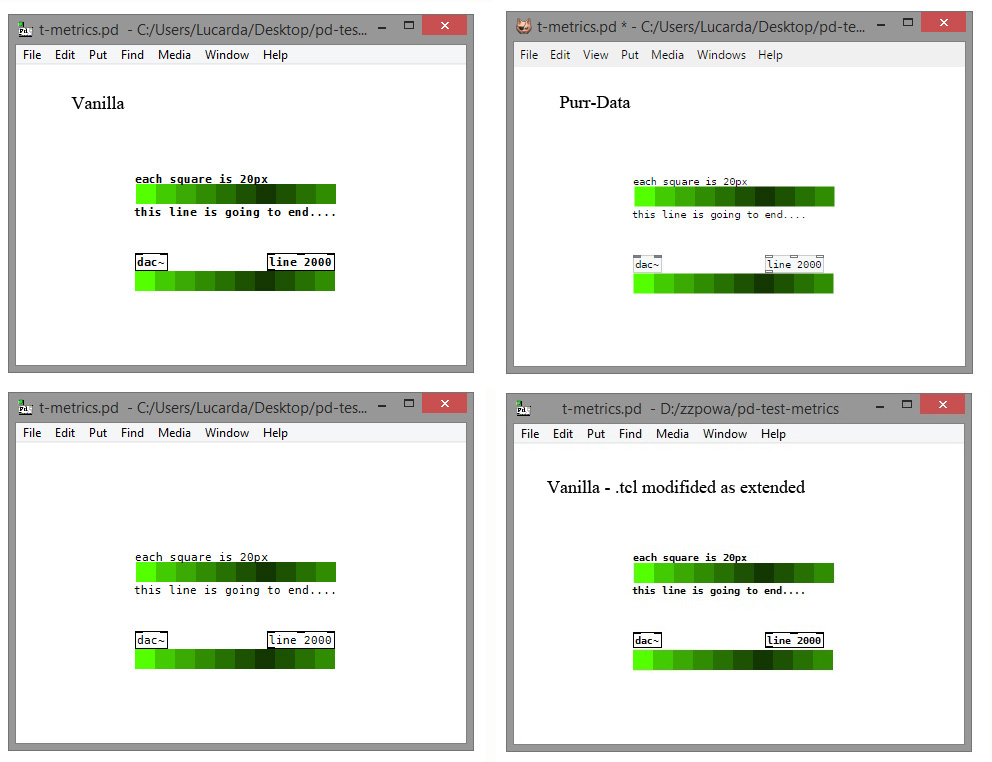 t-metrics.pd - C:/Users/Lucarda/Desktop/pd-tes...
File Edit Put Find Media Window Help
Vanilla
each square is 20px
this line is going to end....
dac~ line 2000
t-metrics.pd * - C:/Users/Lucarda/Desktop/pd-te...
File Edit View Put Media Windows Help
Purr-Data
each square is 20px
this line is going to end....
dac~ line 2000
t-metrics.pd - C:/Users/Lucarda/Desktop/pd-tes...
File Edit Put Find Media Window Help
each square is 20px
this line is going to end....
dac~ line 2000
t-metrics.pd - D:/zzpowa/pd-test-metrics
File Edit Put Find Media Window Help
Vanilla - .tcl modifided as extended
each square is 20px
this line is going to end....
dac~ line 2000